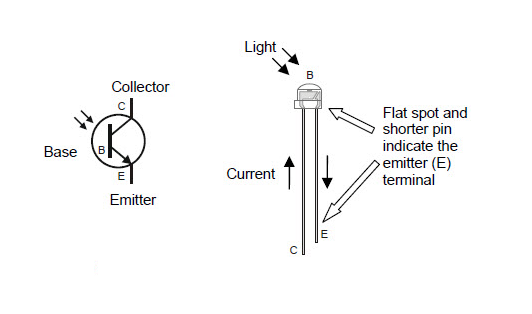 Collector
C
Base
B
E
Emitter
Light
B
Current
C
E
Flat spot and
shorter pin
indicate the
emitter (E)
terminal